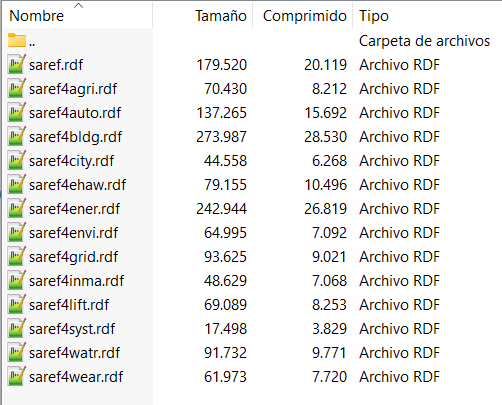 Nombre Tamaño Comprimido Tipo
.. Carpeta de archivos
saref.rdf 179.520 20.119 Archivo RDF
saref4agri.rdf 70.430 8.212 Archivo RDF
saref4auto.rdf 137.265 15.692 Archivo RDF
saref4bldg.rdf 273.987 28.530 Archivo RDF
saref4city.rdf 44.558 6.268 Archivo RDF
saref4ehaw.rdf 79.155 10.496 Archivo RDF
saref4ener.rdf 242.944 26.819 Archivo RDF
saref4envi.rdf 64.995 7.092 Archivo RDF
saref4grid.rdf 93.625 9.021 Archivo RDF
saref4inma.rdf 48.629 7.068 Archivo RDF
saref4lift.rdf 69.089 8.253 Archivo RDF
saref4syst.rdf 17.498 3.829 Archivo RDF
saref4watr.rdf 91.732 9.771 Archivo RDF
saref4wear.rdf 61.973 7.720 Archivo RDF